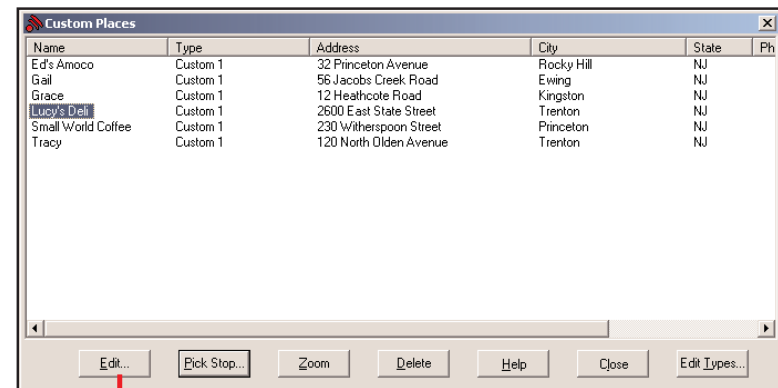 Custom Places
Name Type Address City State Ph
Ed's Amoco Custom 1 32 Princeton Avenue Rocky Hill NJ
Gail Custom 1 56 Jacobs Creek Road Ewing NJ
Grace Custom 1 12 Heathcote Road Kingston NJ
Lucy's Deli Custom 1 2600 East State Street Trenton NJ
Small World Coffee Custom 1 230 Witherspoon Street Princeton NJ
Tracy Custom 1 120 North Olden Avenue Trenton NJ
Edit... Pick Stop... Zoom Delete Help Close Edit Types...